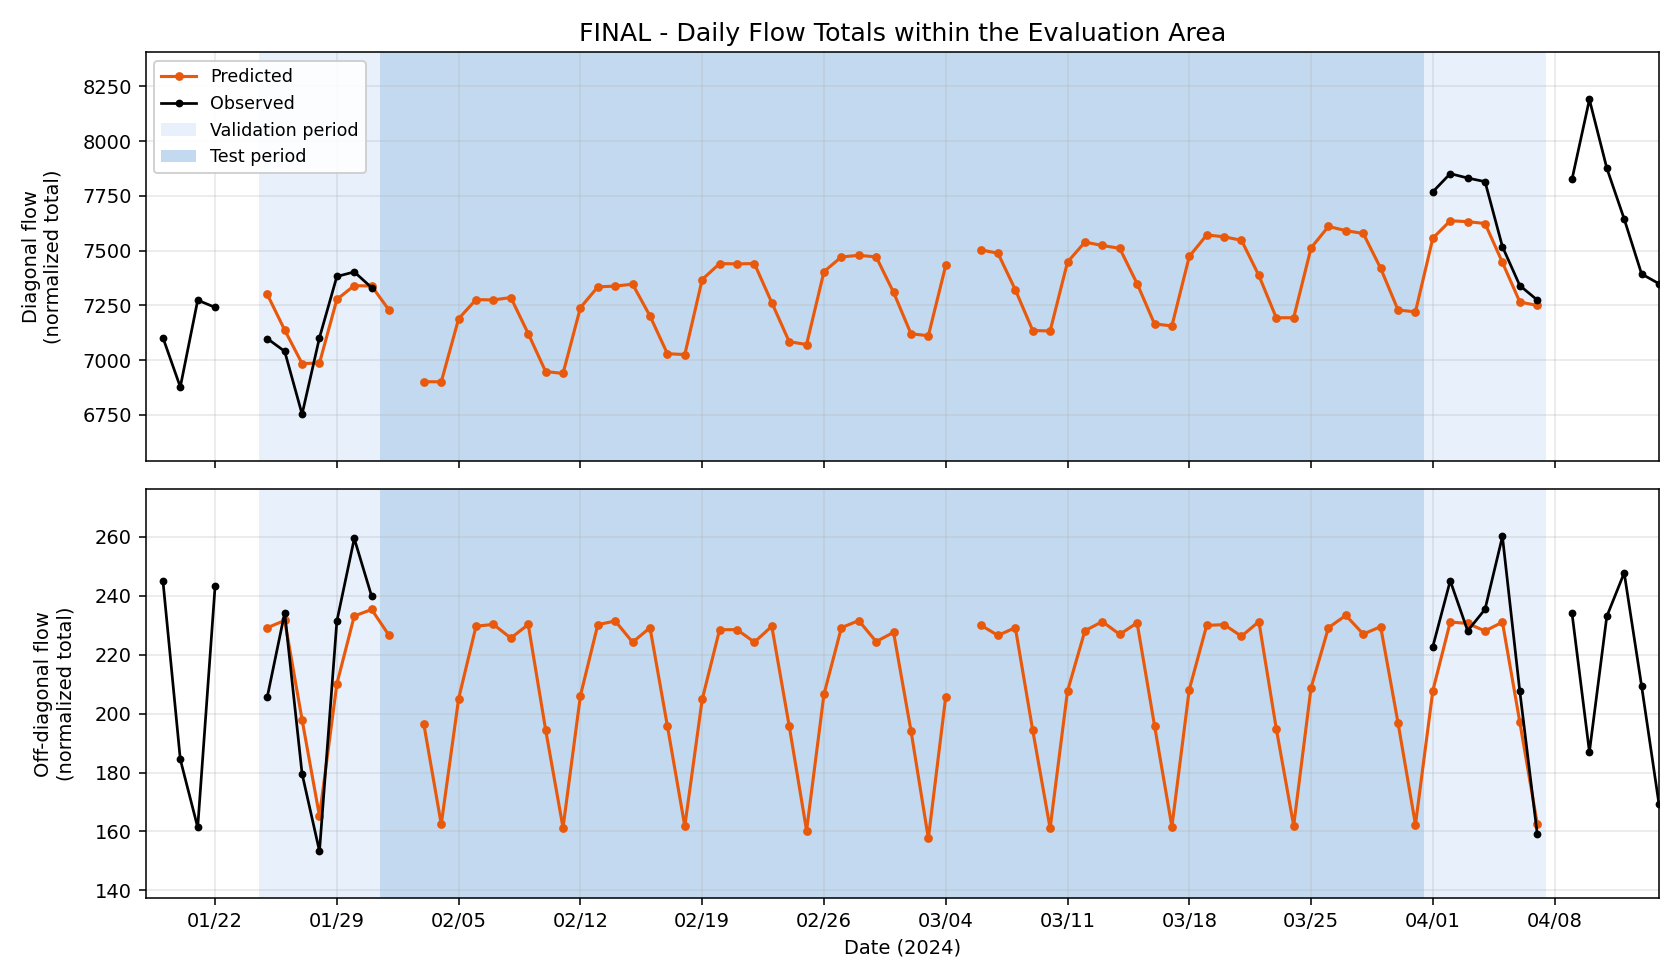 FINAL - Daily Flow Totals within the Evaluation Area
Predicted
Observed
Validation period
Test period
Diagonal flow
(normalized total)
8250
8000
7750
7500
7250
7000
6750
Off-diagonal flow
(normalized total)
260
240
220
200
180
160
140
01/22 01/29 02/05 02/12 02/19 02/26 03/04 03/11 03/18 03/25 04/01 04/08
Date (2024)